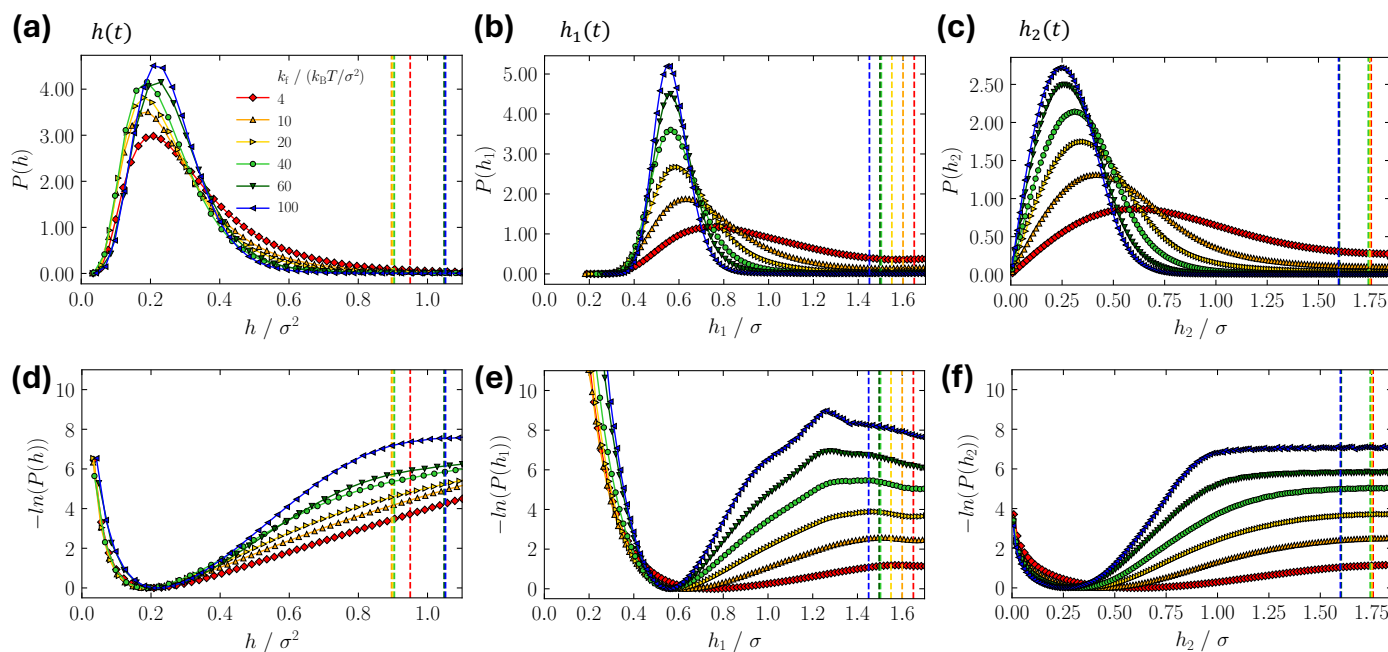 (a) h(t)
(b) h₁(t)
(c) h₂(t)
P(h)
4.00
3.00
2.00
1.00
0.00
0.0 0.2 0.4 0.6 0.8 1.0
h / σ²
k_f / (k_BT/σ²)
4
10
20
40
60
100
P(h₁)
5.00
4.00
3.00
2.00
1.00
0.00
0.0 0.2 0.4 0.6 0.8 1.0 1.2 1.4 1.6
h₁ / σ
P(h₂)
2.50
2.00
1.50
1.00
0.50
0.00
0.00 0.25 0.50 0.75 1.00 1.25 1.50 1.75
h₂ / σ
(d)
−ln(P(h))
10
8
6
4
2
0
0.0 0.2 0.4 0.6 0.8 1.0
h / σ²
(e)
−ln(P(h₁))
10
8
6
4
2
0
0.0 0.2 0.4 0.6 0.8 1.0 1.2 1.4 1.6
h₁ / σ
(f)
−ln(P(h₂))
10
8
6
4
2
0
0.00 0.25 0.50 0.75 1.00 1.25 1.50 1.75
h₂ / σ